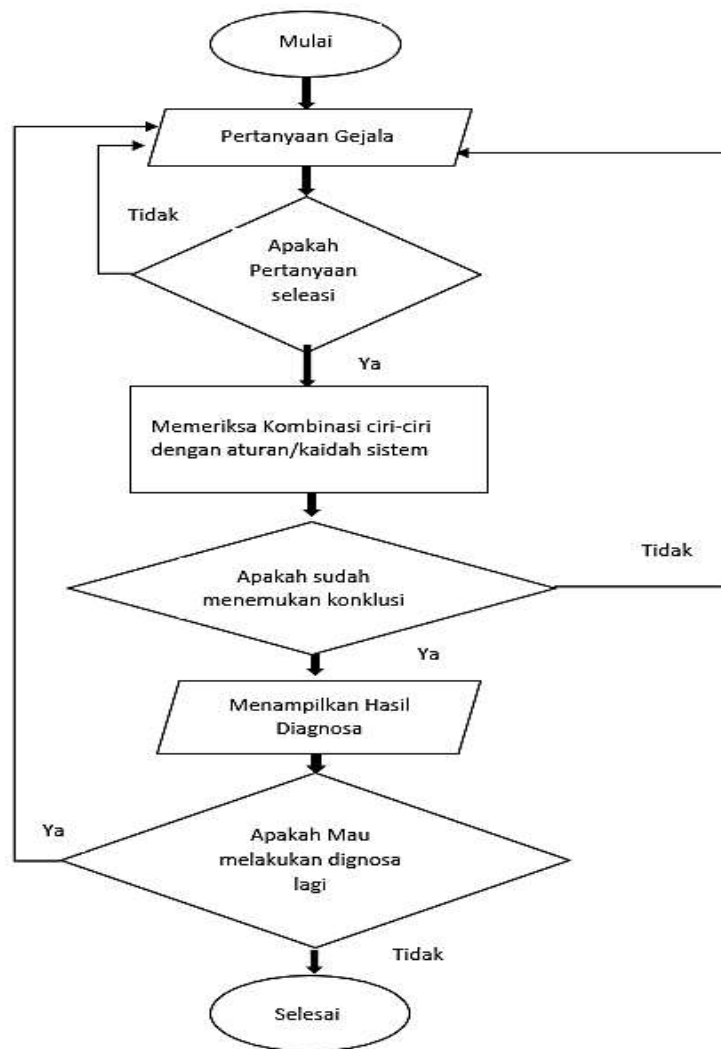 Mulai
Pertanyaan Gejala
Tidak
Apakah
Pertanyaan
seleasi
Ya
Memeriksa Kombinasi ciri-ciri
dengan aturan/kaidah sistem
Tidak
Apakah sudah
menemukan konklusi
Ya
Menampilkan Hasil
Diagnosa
Ya
Apakah Mau
melakukan dignosa
lagi
Tidak
Selesai